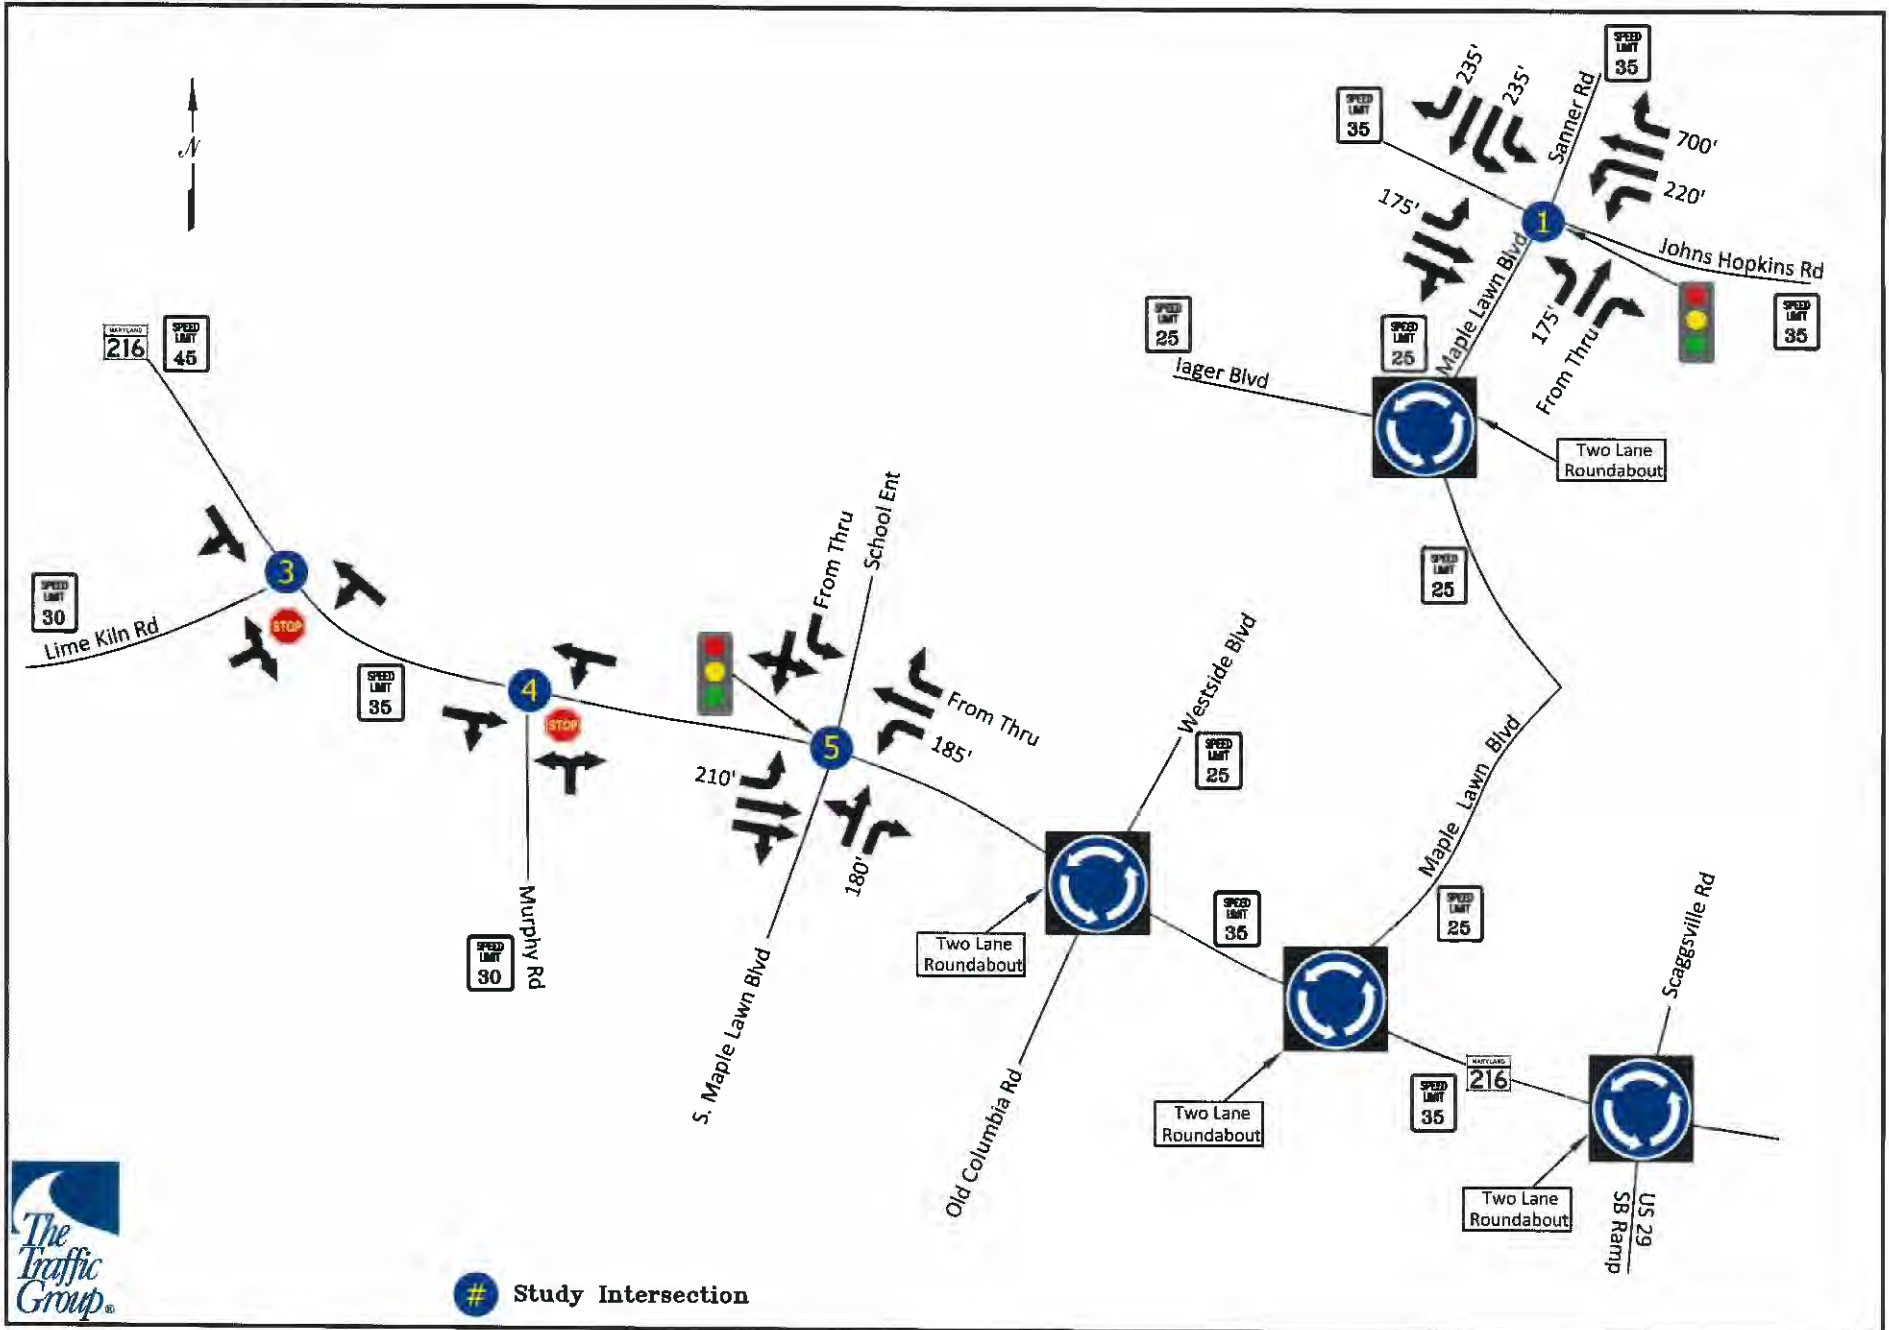 N
SPEED
LIMIT
35
235'
235'
Sanner Rd
SPEED
LIMIT
35
700'
220'
175'
1
Maple Lawn Blvd
Johns Hopkins Rd
SPEED
LIMIT
35
175'
From Thru
SPEED
LIMIT
25
Iager Blvd
SPEED
LIMIT
25
Two Lane
Roundabout
MARYLAND
216
SPEED
LIMIT
45
3
SPEED
LIMIT
30
Lime Kiln Rd
STOP
SPEED
LIMIT
35
4
STOP
Murphy Rd
SPEED
LIMIT
30
From Thru
School Ent
5
From Thru
185'
210'
180'
S. Maple Lawn Blvd
Westside Blvd
SPEED
LIMIT
25
Two Lane
Roundabout
Old Columbia Rd
SPEED
LIMIT
35
SPEED
LIMIT
25
Maple Lawn Blvd
SPEED
LIMIT
25
Two Lane
Roundabout
MARYLAND
216
SPEED
LIMIT
35
Scaggsville Rd
Two Lane
Roundabout
US 29
SB Ramp
The
Traffic
Group®
# Study Intersection